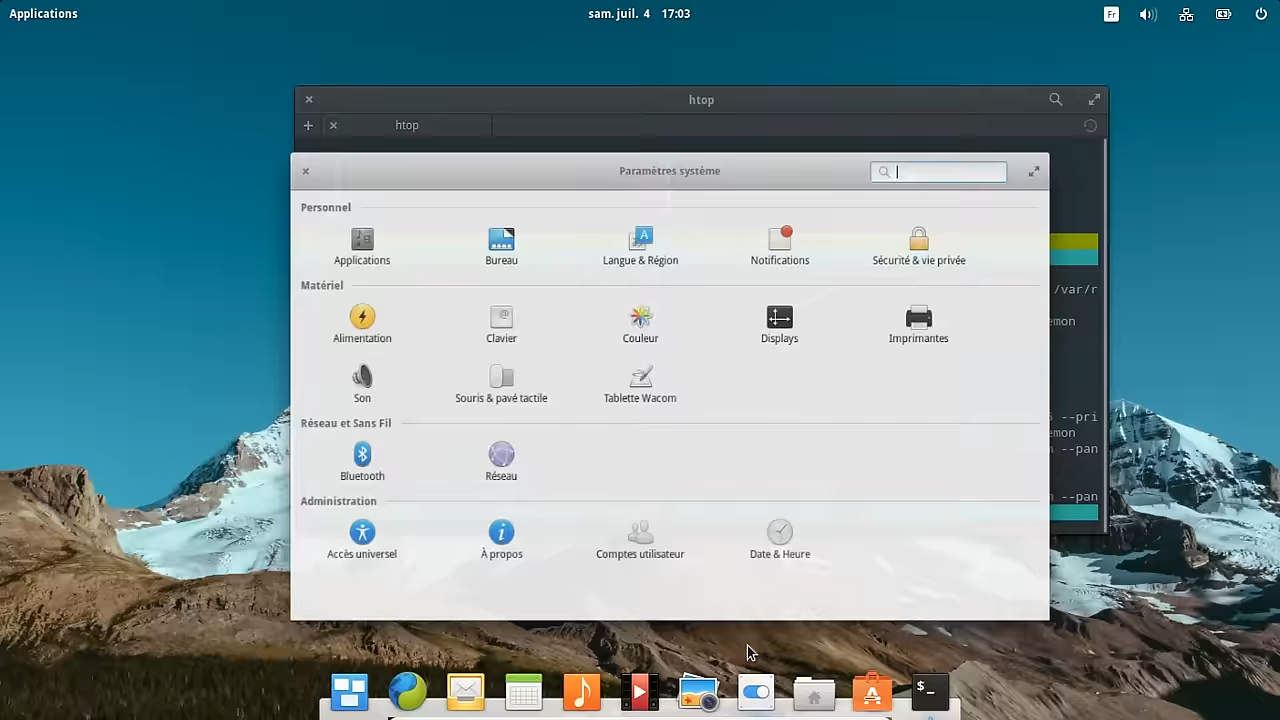 Applications
sam. juil. 4 17:03
Fr
htop
htop
Paramètres système
Personnel
Applications
Bureau
Langue & Région
Notifications
Sécurité & vie privée
/var/r
Matériel
emon
Alimentation
Clavier
Couleur
Displays
Imprimantes
Son
Souris & pavé tactile
Tablette Wacom
--pri
Réseau et Sans Fil
emon
--pan
Bluetooth
Réseau
--pan
Administration
Accès universel
À propos
Comptes utilisateur
Date & Heure
$_